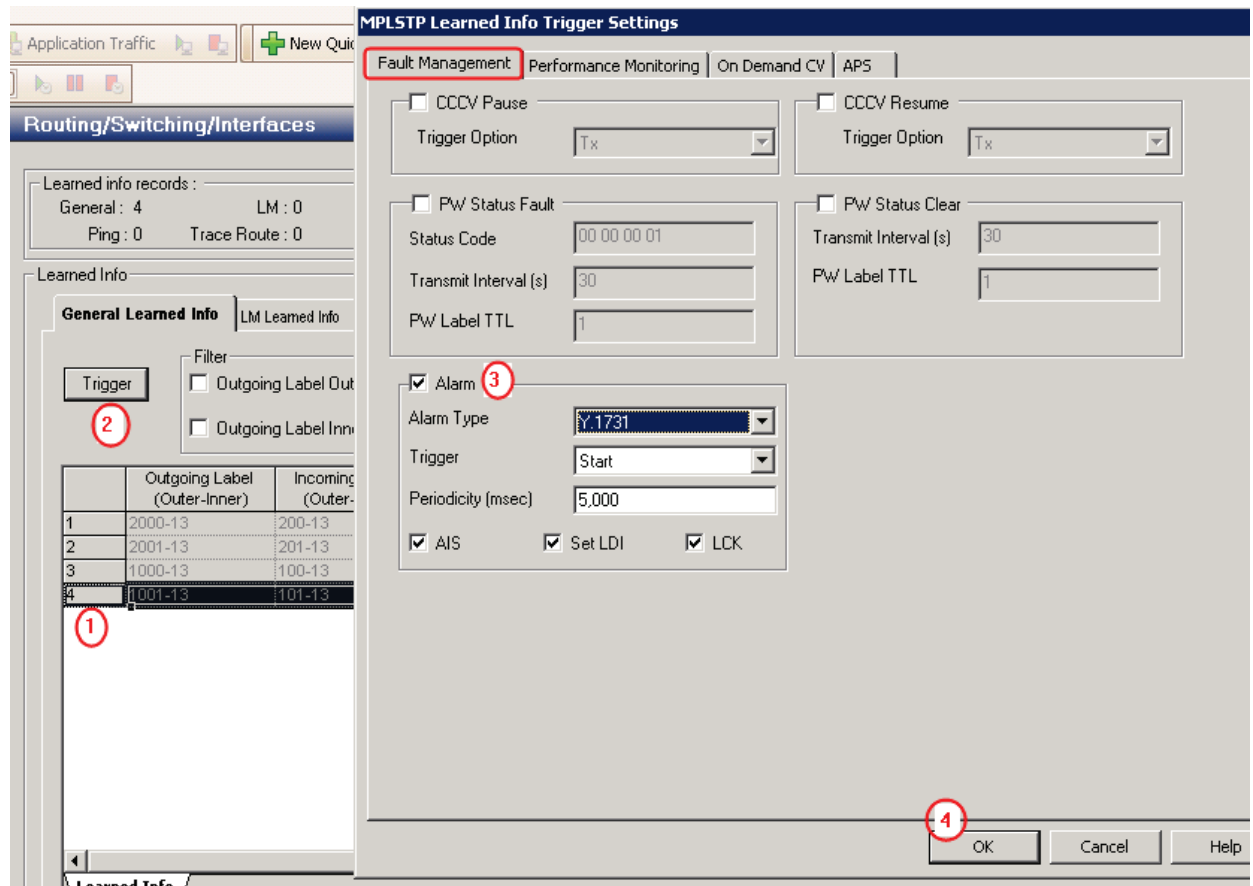 Application Traffic
New Quic
Routing/Switching/Interfaces
Learned info records :
General : 4 LM : 0
Ping : 0 Trace Route : 0
Learned Info
General Learned Info LM Learned Info
Trigger
2
Filter
Outgoing Label Out
Outgoing Label Inn
Outgoing Label (Outer-Inner) Incoming (Outer-
1 2000-13 200-13
2 2001-13 201-13
3 1000-13 100-13
4 1001-13 101-13
1
Learned Info
MPLSTP Learned Info Trigger Settings
Fault Management Performance Monitoring On Demand CV APS
CCCV Pause
Trigger Option Tx
CCCV Resume
Trigger Option Tx
PW Status Fault
Status Code 00 00 00 01
Transmit Interval (s) 30
PW Label TTL 1
PW Status Clear
Transmit Interval (s) 30
PW Label TTL 1
Alarm 3
Alarm Type Y.1731
Trigger Start
Periodicity (msec) 5,000
AIS Set LDI LCK
4
OK Cancel Help